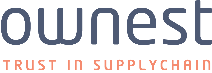 ownest
TRUST IN SUPPLYCHAIN